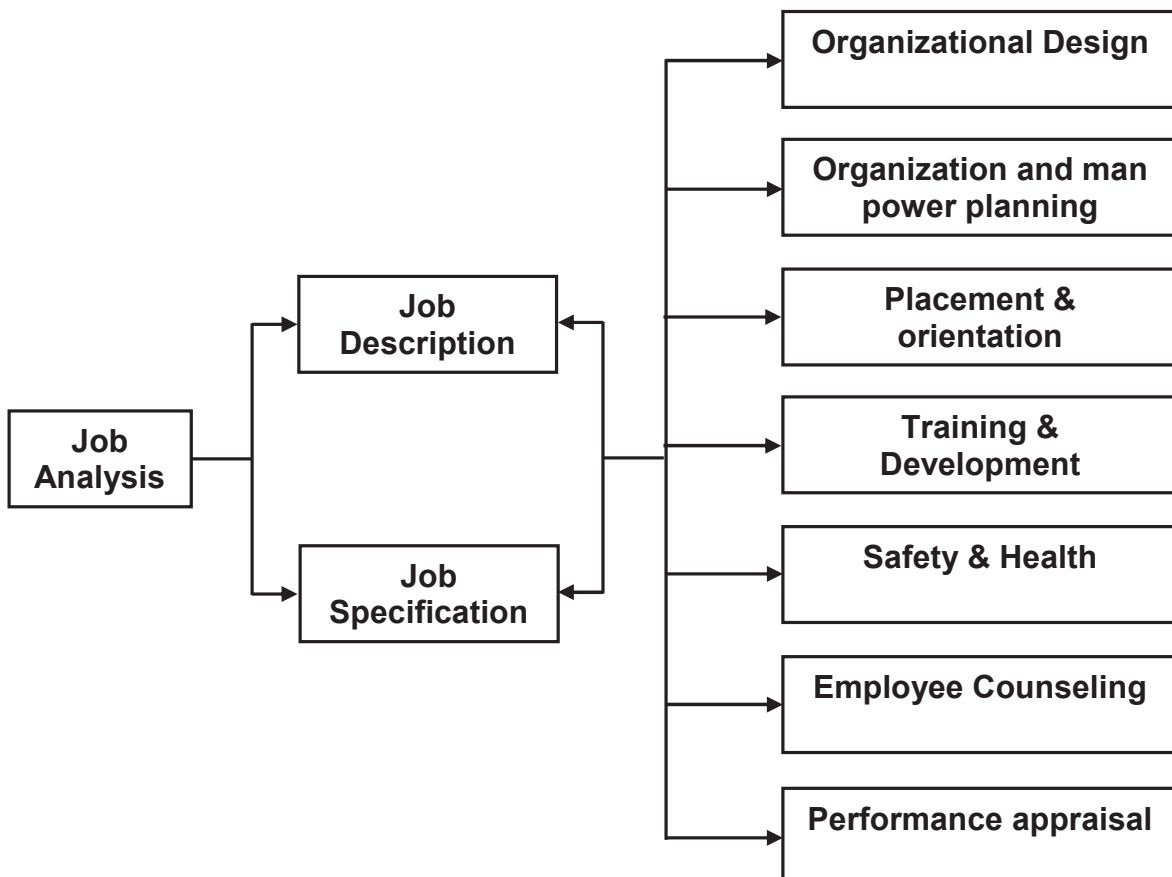 Organizational Design
Organization and man
power planning
Placement &
orientation
Job
Description
Training &
Development
Job
Analysis
Safety & Health
Job
Specification
Employee Counseling
Performance appraisal